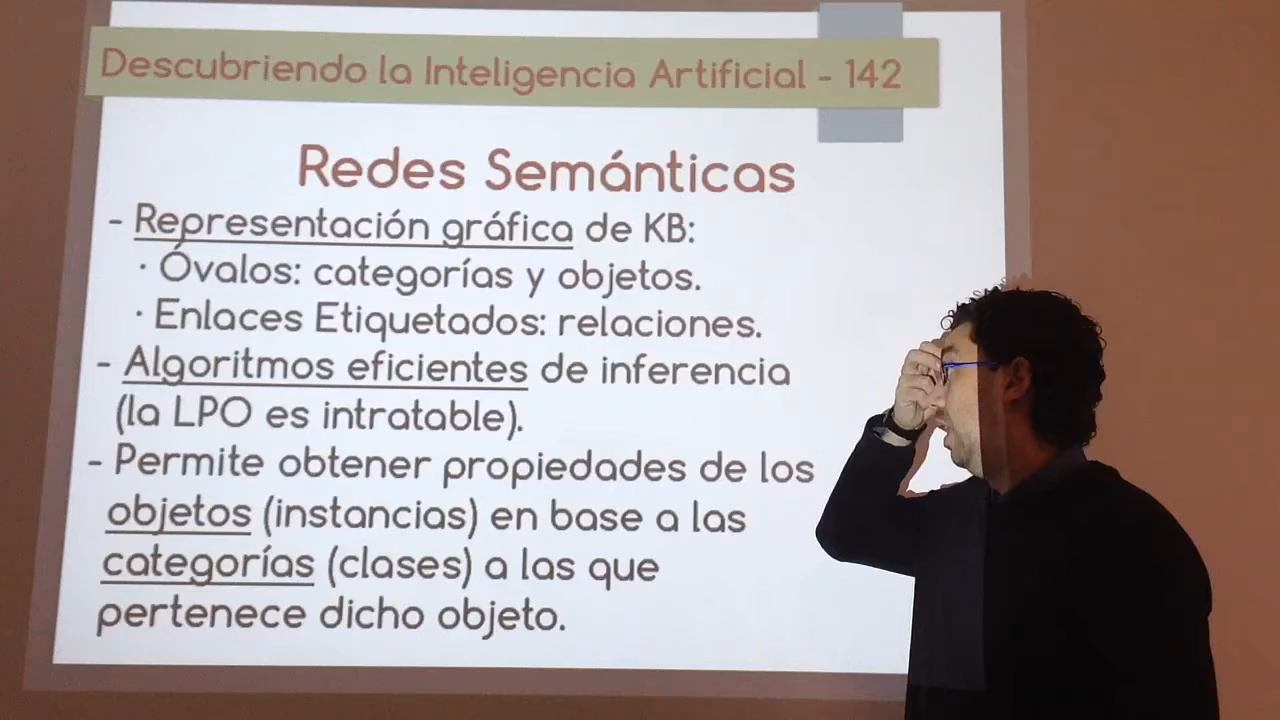 Descubriendo la Inteligencia Artificial - 142
Redes Semánticas
- Representación gráfica de KB:
· Óvalos: categorías y objetos.
· Enlaces Etiquetados: relaciones.
- Algoritmos eficientes de inferencia
(la LPO es intratable).
- Permite obtener propiedades de los
objetos (instancias) en base a las
categorías (clases) a las que
pertenece dicho objeto.